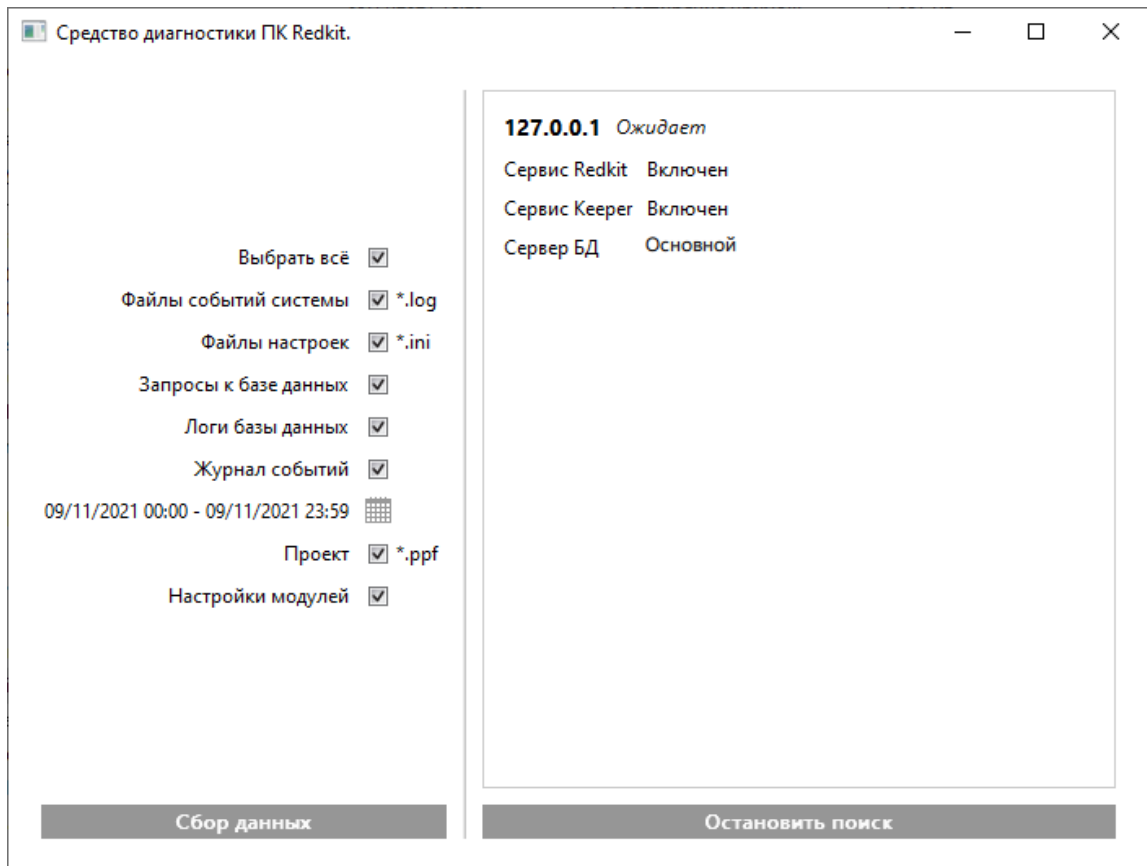 Средство диагностики ПК Redkit.
Выбрать всё
Файлы событий системы *.log
Файлы настроек *.ini
Запросы к базе данных
Логи базы данных
Журнал событий
09/11/2021 00:00 - 09/11/2021 23:59
Проект *.ppf
Настройки модулей
Сбор данных
127.0.0.1 Ожидает
Сервис Redkit Включен
Сервис Keeper Включен
Сервер БД Основной
Остановить поиск